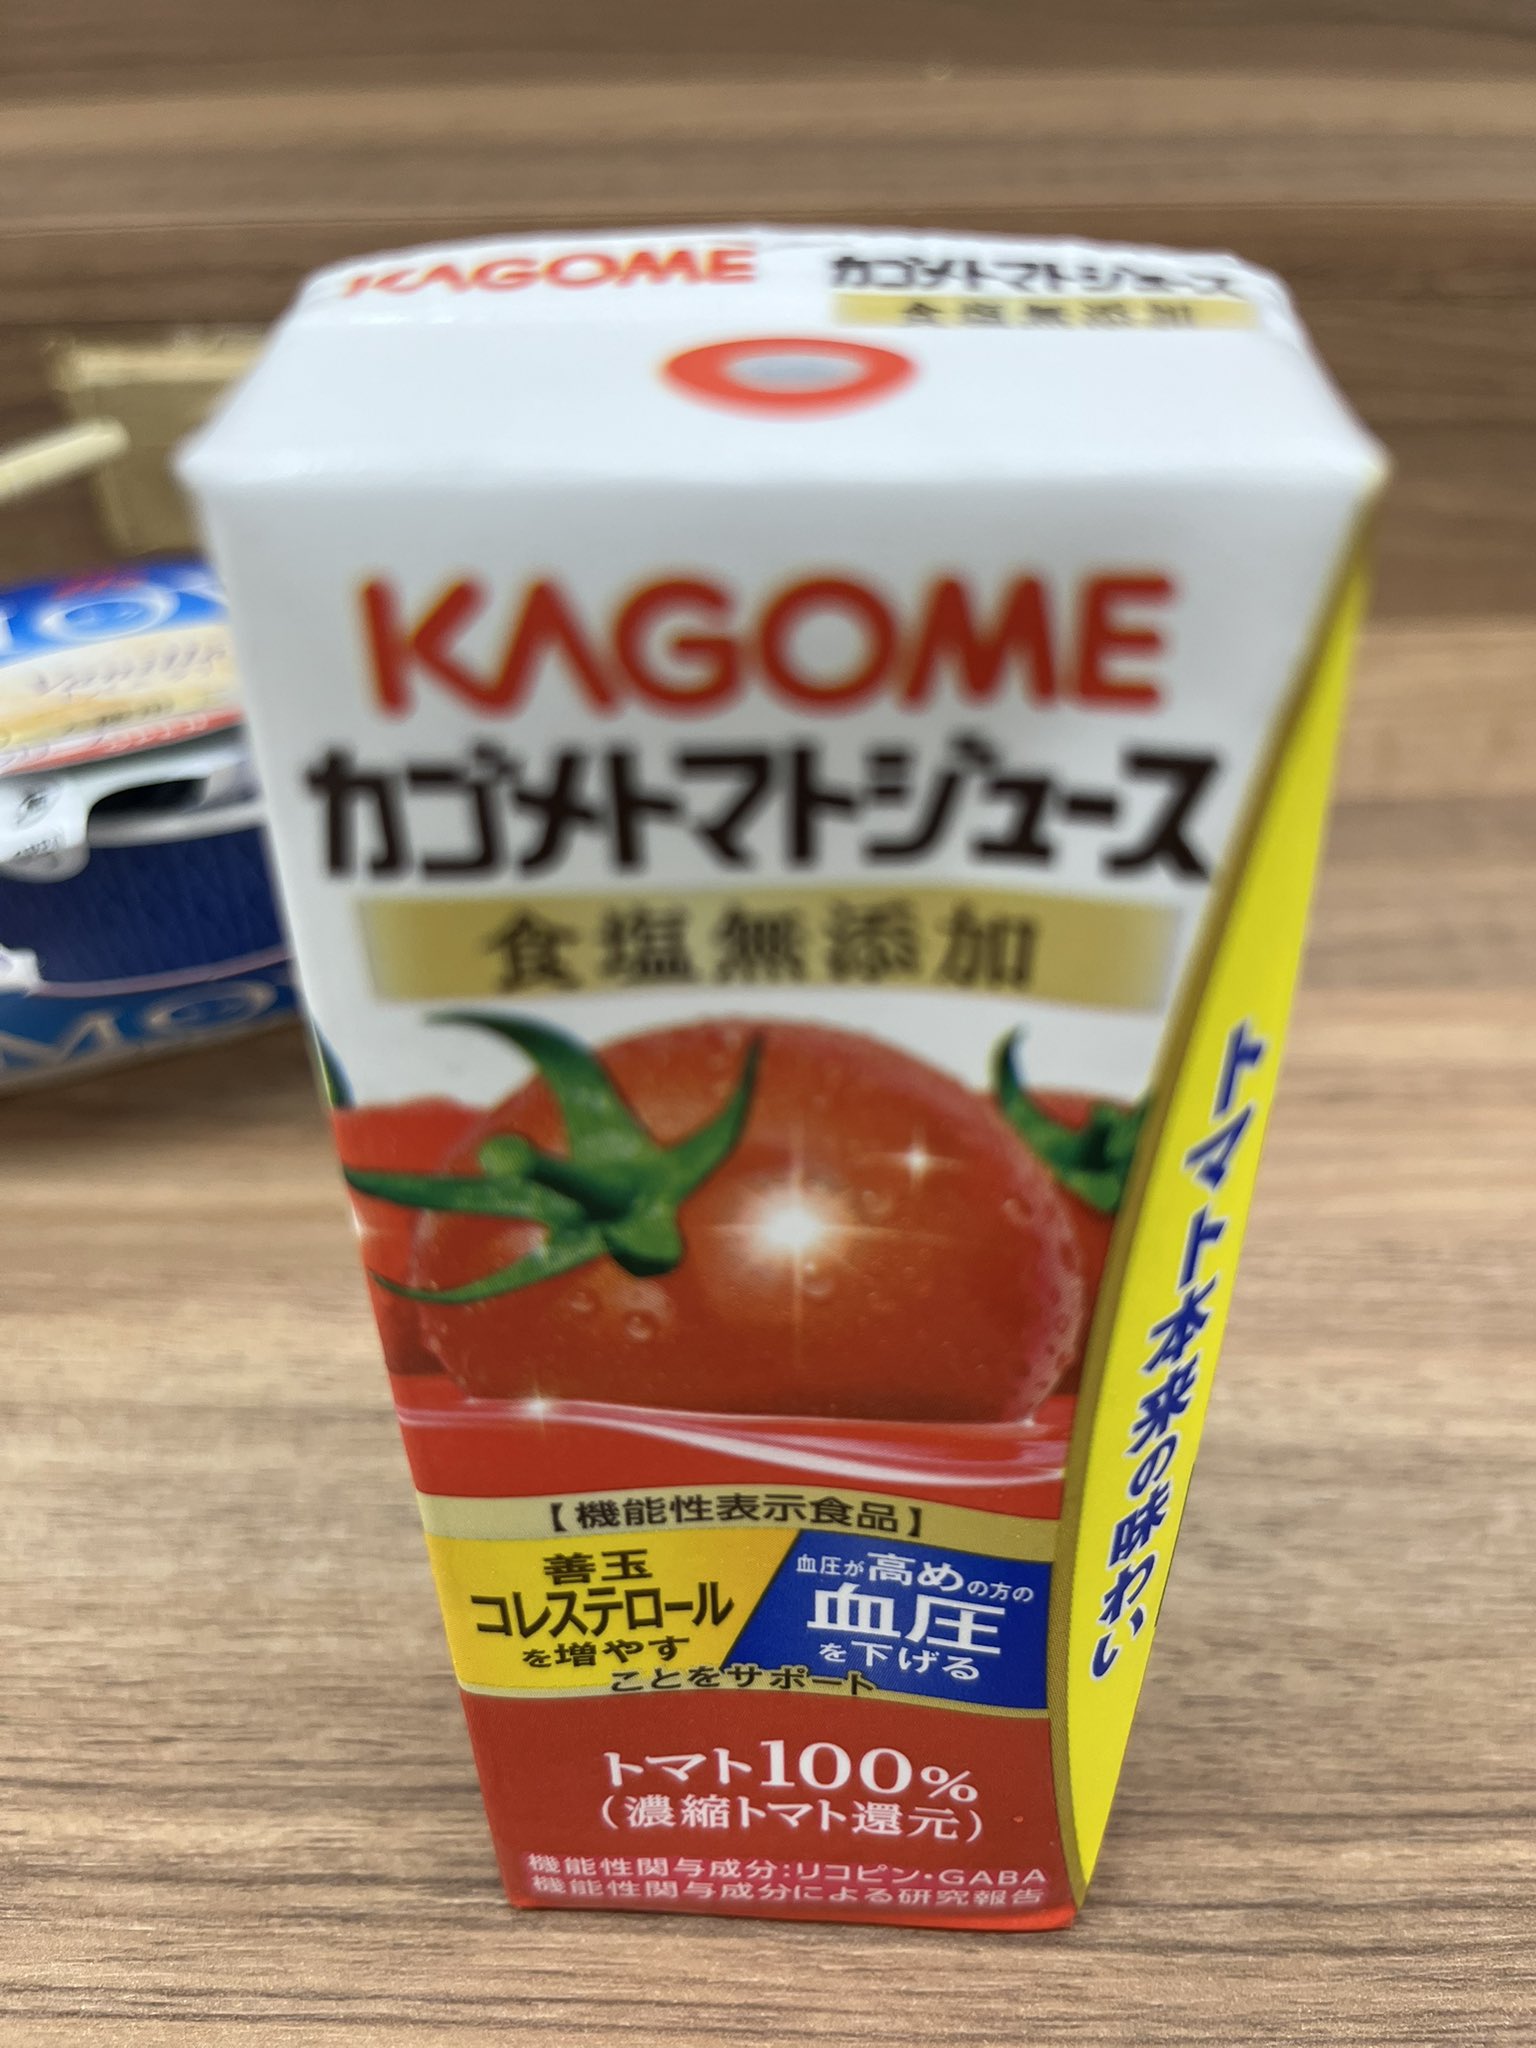 KAGOME
カゴメトマトジュース
食塩無添加
KAGOME
カゴメトマトジュース
食塩無添加
トマトトマト本来の味わい
【機能性表示食品】
善玉
コレステロール
を増やす
血圧が高めの方の
血圧
を下げる
ことをサポート
トマト100%
(濃縮トマト還元)
機能性関与成分:リコピン・GABA
機能性関与成分による研究報告